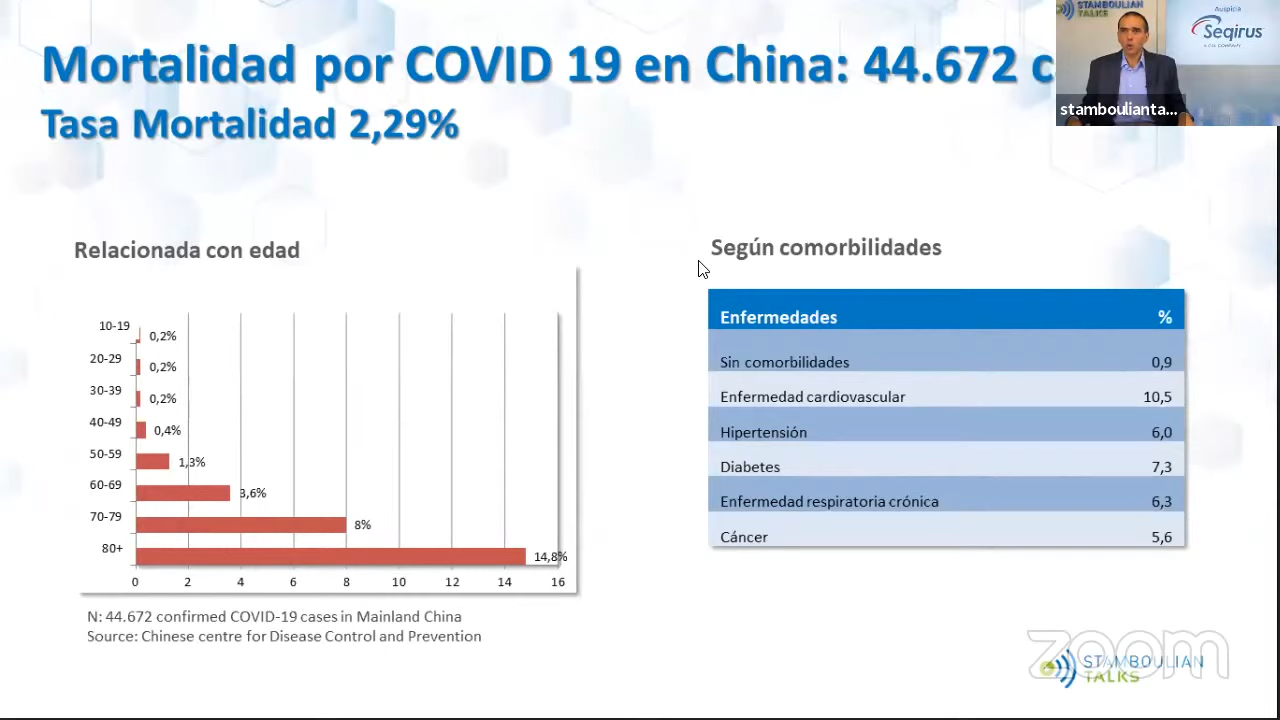 Mortalidad por COVID 19 en China: 44.672 c
Tasa Mortalidad 2,29%
STAMBOULIAN
TALKS
Auspicia
Seqirus
A CSL COMPANY
stamboulianta...
Relacionada con edad
10-19 0,2%
20-29 0,2%
30-39 0,2%
40-49 0,4%
50-59 1,3%
60-69 3,6%
70-79 8%
80+ 14,8%
0 2 4 6 8 10 12 14 16
N: 44.672 confirmed COVID-19 cases in Mainland China
Source: Chinese centre for Disease Control and Prevention
Según comorbilidades
Enfermedades %
Sin comorbilidades 0,9
Enfermedad cardiovascular 10,5
Hipertensión 6,0
Diabetes 7,3
Enfermedad respiratoria crónica 6,3
Cáncer 5,6
zoom
STAMBOULIAN
TALKS